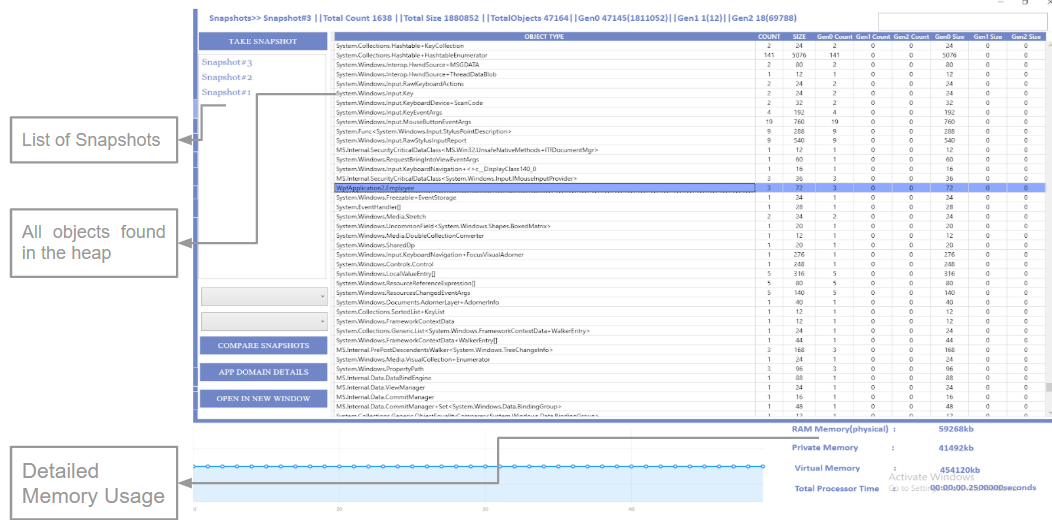 Snapshots>> Snapshot#3 ||Total Count 1638 ||Total Size 1880852 ||TotalObjects 47164||Gen0 47145(1811052)||Gen1 1(12)||Gen2 18(69788)
TAKE SNAPSHOT
Snapshot#3
Snapshot#2
Snapshot#1
List of Snapshots
All objects found
in the heap
COMPARE SNAPSHOTS
APP DOMAIN DETAILS
OPEN IN NEW WINDOW
OBJECT TYPE COUNT SIZE Gen0 Count Gen1 Count Gen2 Count Gen0 Size Gen1 Size Gen2 Size
System.Collections.Hashtable+KeyCollection 2 24 2 0 0 24 0 0
System.Collections.Hashtable+HashtableEnumerator 141 5076 141 0 0 5076 0 0
System.Windows.Interop.HwndSource+MSGDATA 2 80 2 0 0 80 0 0
System.Windows.Interop.HwndSource+ThreadDataBlob 1 12 1 0 0 12 0 0
System.Windows.Input.RawKeyboardActions 2 24 2 0 0 24 0 0
System.Windows.Input.Key 2 24 2 0 0 24 0 0
System.Windows.Input.KeyboardDevice+ScanCode 2 32 2 0 0 32 0 0
System.Windows.Input.KeyEventArgs 4 192 4 0 0 192 0 0
System.Windows.Input.MouseButtonEventArgs 19 760 19 0 0 760 0 0
System.Func<System.Windows.Input.StylusPointDescription> 9 288 9 0 0 288 0 0
System.Windows.Input.RawStylusInputReport 9 540 9 0 0 540 0 0
MS.Internal.SecurityCriticalDataClass<MS.Win32.UnsafeNativeMethods+ITfDocumentMgr> 1 12 1 0 0 12 0 0
System.Windows.RequestBringIntoViewEventArgs 1 60 1 0 0 60 0 0
System.Windows.Input.KeyboardNavigation+<>c__DisplayClass140_0 1 16 1 0 0 16 0 0
MS.Internal.SecurityCriticalDataClass<System.Windows.Input.IMouseInputProvider> 3 36 3 0 0 36 0 0
WpfApplication2.Employee 3 72 3 0 0 72 0 0
System.Windows.Freezable+EventStorage 1 24 1 0 0 24 0 0
System.EventHandler[] 1 28 1 0 0 28 0 0
System.Windows.Media.Stretch 2 24 2 0 0 24 0 0
System.Windows.UncommonField<System.Windows.Shapes.BoxedMatrix> 1 20 1 0 0 20 0 0
System.Windows.Media.DoubleCollectionConverter 1 12 1 0 0 12 0 0
System.Windows.SharedDp 1 20 1 0 0 20 0 0
System.Windows.Input.KeyboardNavigation+FocusVisualAdorner 1 276 1 0 0 276 0 0
System.Windows.Controls.Control 1 248 1 0 0 248 0 0
System.Windows.LocalValueEntry[] 5 316 5 0 0 316 0 0
System.Windows.ResourceReferenceExpression[] 5 80 5 0 0 80 0 0
System.Windows.ResourcesChangedEventArgs 5 140 5 0 0 140 0 0
System.Windows.Documents.AdornerLayer+AdornerInfo 1 40 1 0 0 40 0 0
System.Collections.SortedList+KeyList 1 12 1 0 0 12 0 0
System.Windows.FrameworkContextData 1 12 1 0 0 12 0 0
System.Collections.Generic.List<System.Windows.FrameworkContextData+WalkerEntry> 1 24 1 0 0 24 0 0
System.Windows.FrameworkContextData+WalkerEntry[] 1 44 1 0 0 44 0 0
MS.Internal.PrePostDescendentsWalker<System.Windows.TreeChangeInfo> 3 168 3 0 0 168 0 0
System.Windows.Media.VisualCollection+Enumerator 1 24 1 0 0 24 0 0
System.Windows.PropertyPath 3 96 3 0 0 96 0 0
MS.Internal.Data.DataBindEngine 1 88 1 0 0 88 0 0
MS.Internal.Data.ViewManager 1 24 1 0 0 24 0 0
MS.Internal.Data.CommitManager 1 16 1 0 0 16 0 0
MS.Internal.Data.CommitManager+Set<System.Windows.Data.BindingGroup> 1 48 1 0 0 48 0 0
Detailed
Memory Usage
0 20 30 40
RAM Memory(physical) : 59268kb
Private Memory : 41492kb
Virtual Memory : 454120kb
Activate Windows
Total Processor Time : 00:00:00.2500000seconds
Go to Settin